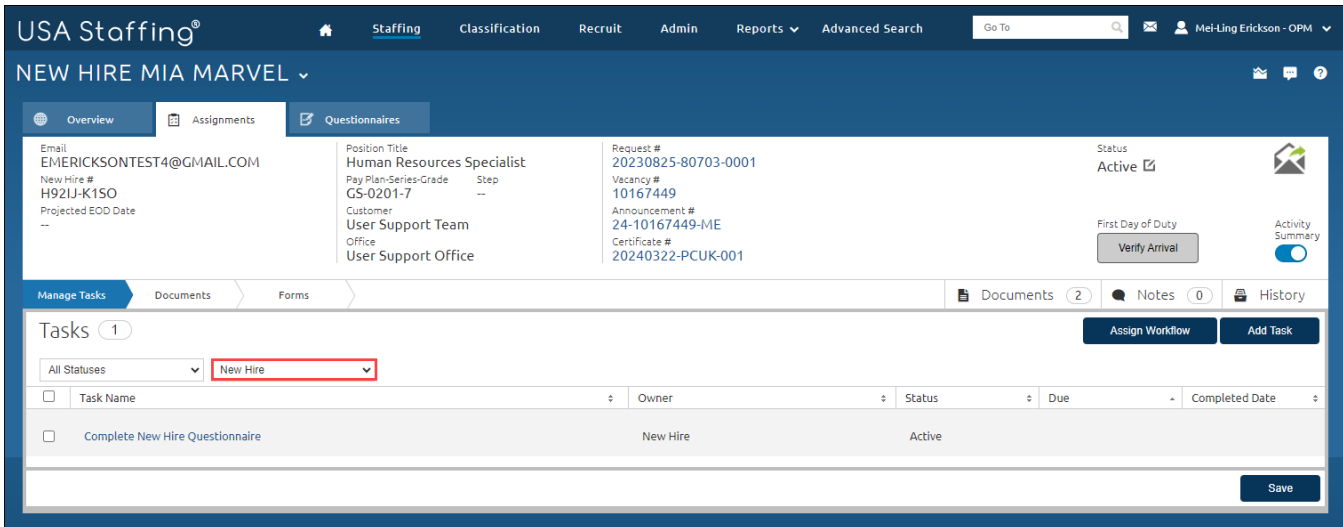 USA Staffing®
Staffing Classification Recruit Admin Reports Advanced Search Go To Mei-Ling Erickson - OPM
NEW HIRE MIA MARVEL
Overview Assignments Questionnaires
Email
EMERICKSONTEST4@GMAIL.COM
New Hire #
H92IJ-K1SO
Projected EOD Date
--
Position Title
Human Resources Specialist
Pay Plan-Series-Grade Step
GS-0201-7 --
Customer
User Support Team
Office
User Support Office
Request #
20230825-80703-0001
Vacancy #
10167449
Announcement #
24-10167449-ME
Certificate #
20240322-PCUK-001
Status
Active
First Day of Duty
Verify Arrival
Activity
Summary
Manage Tasks Documents Forms Documents 2 Notes 0 History
Tasks 1 Assign Workflow Add Task
All Statuses New Hire
Task Name Owner Status Due Completed Date
Complete New Hire Questionnaire New Hire Active
Save